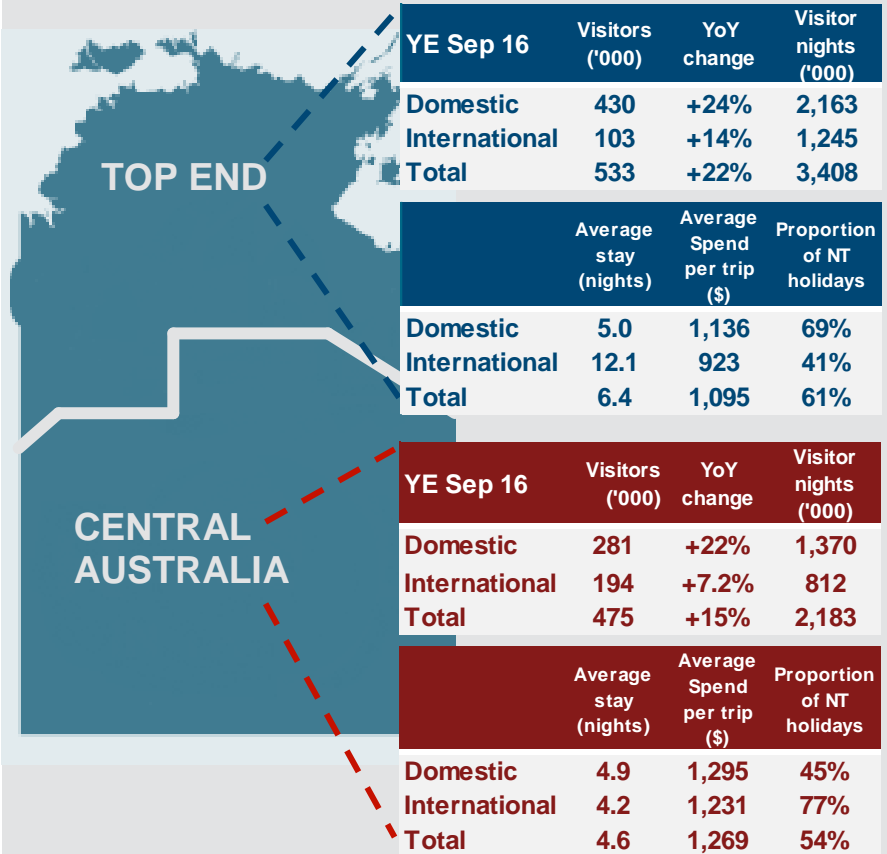 TOP END
YE Sep 16 Visitors ('000) YoY change Visitor nights ('000)
Domestic 430 +24% 2,163
International 103 +14% 1,245
Total 533 +22% 3,408
Average stay (nights) Average Spend per trip ($) Proportion of NT holidays
Domestic 5.0 1,136 69%
International 12.1 923 41%
Total 6.4 1,095 61%
CENTRAL
AUSTRALIA
YE Sep 16 Visitors ('000) YoY change Visitor nights ('000)
Domestic 281 +22% 1,370
International 194 +7.2% 812
Total 475 +15% 2,183
Average stay (nights) Average Spend per trip ($) Proportion of NT holidays
Domestic 4.9 1,295 45%
International 4.2 1,231 77%
Total 4.6 1,269 54%